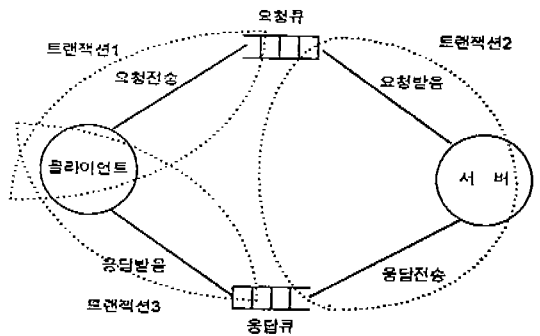 요청큐
트랜잭션1
트랜잭션2
요청전송
요청받음
클라이언트
서 버
응답받음
응답전송
트랜잭션3
응답큐